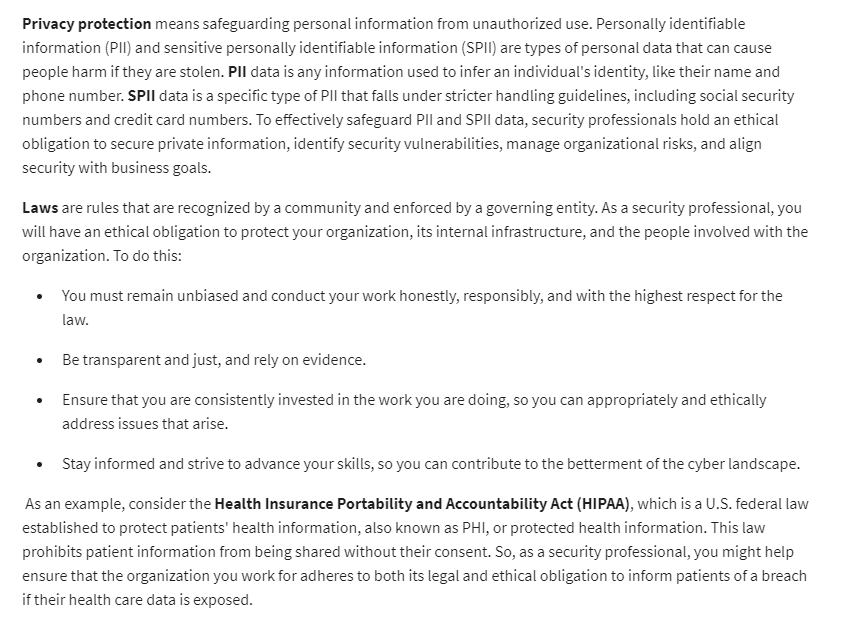 Privacy protection means safeguarding personal information from unauthorized use. Personally identifiable
information (PII) and sensitive personally identifiable information (SPII) are types of personal data that can cause
people harm if they are stolen. PII data is any information used to infer an individual's identity, like their name and
phone number. SPII data is a specific type of PII that falls under stricter handling guidelines, including social security
numbers and credit card numbers. To effectively safeguard PII and SPII data, security professionals hold an ethical
obligation to secure private information, identify security vulnerabilities, manage organizational risks, and align
security with business goals.
Laws are rules that are recognized by a community and enforced by a governing entity. As a security professional, you
will have an ethical obligation to protect your organization, its internal infrastructure, and the people involved with the
organization. To do this:
• You must remain unbiased and conduct your work honestly, responsibly, and with the highest respect for the
law.
• Be transparent and just, and rely on evidence.
• Ensure that you are consistently invested in the work you are doing, so you can appropriately and ethically
address issues that arise.
• Stay informed and strive to advance your skills, so you can contribute to the betterment of the cyber landscape.
As an example, consider the Health Insurance Portability and Accountability Act (HIPAA), which is a U.S. federal law
established to protect patients' health information, also known as PHI, or protected health information. This law
prohibits patient information from being shared without their consent. So, as a security professional, you might help
ensure that the organization you work for adheres to both its legal and ethical obligation to inform patients of a breach
if their health care data is exposed.